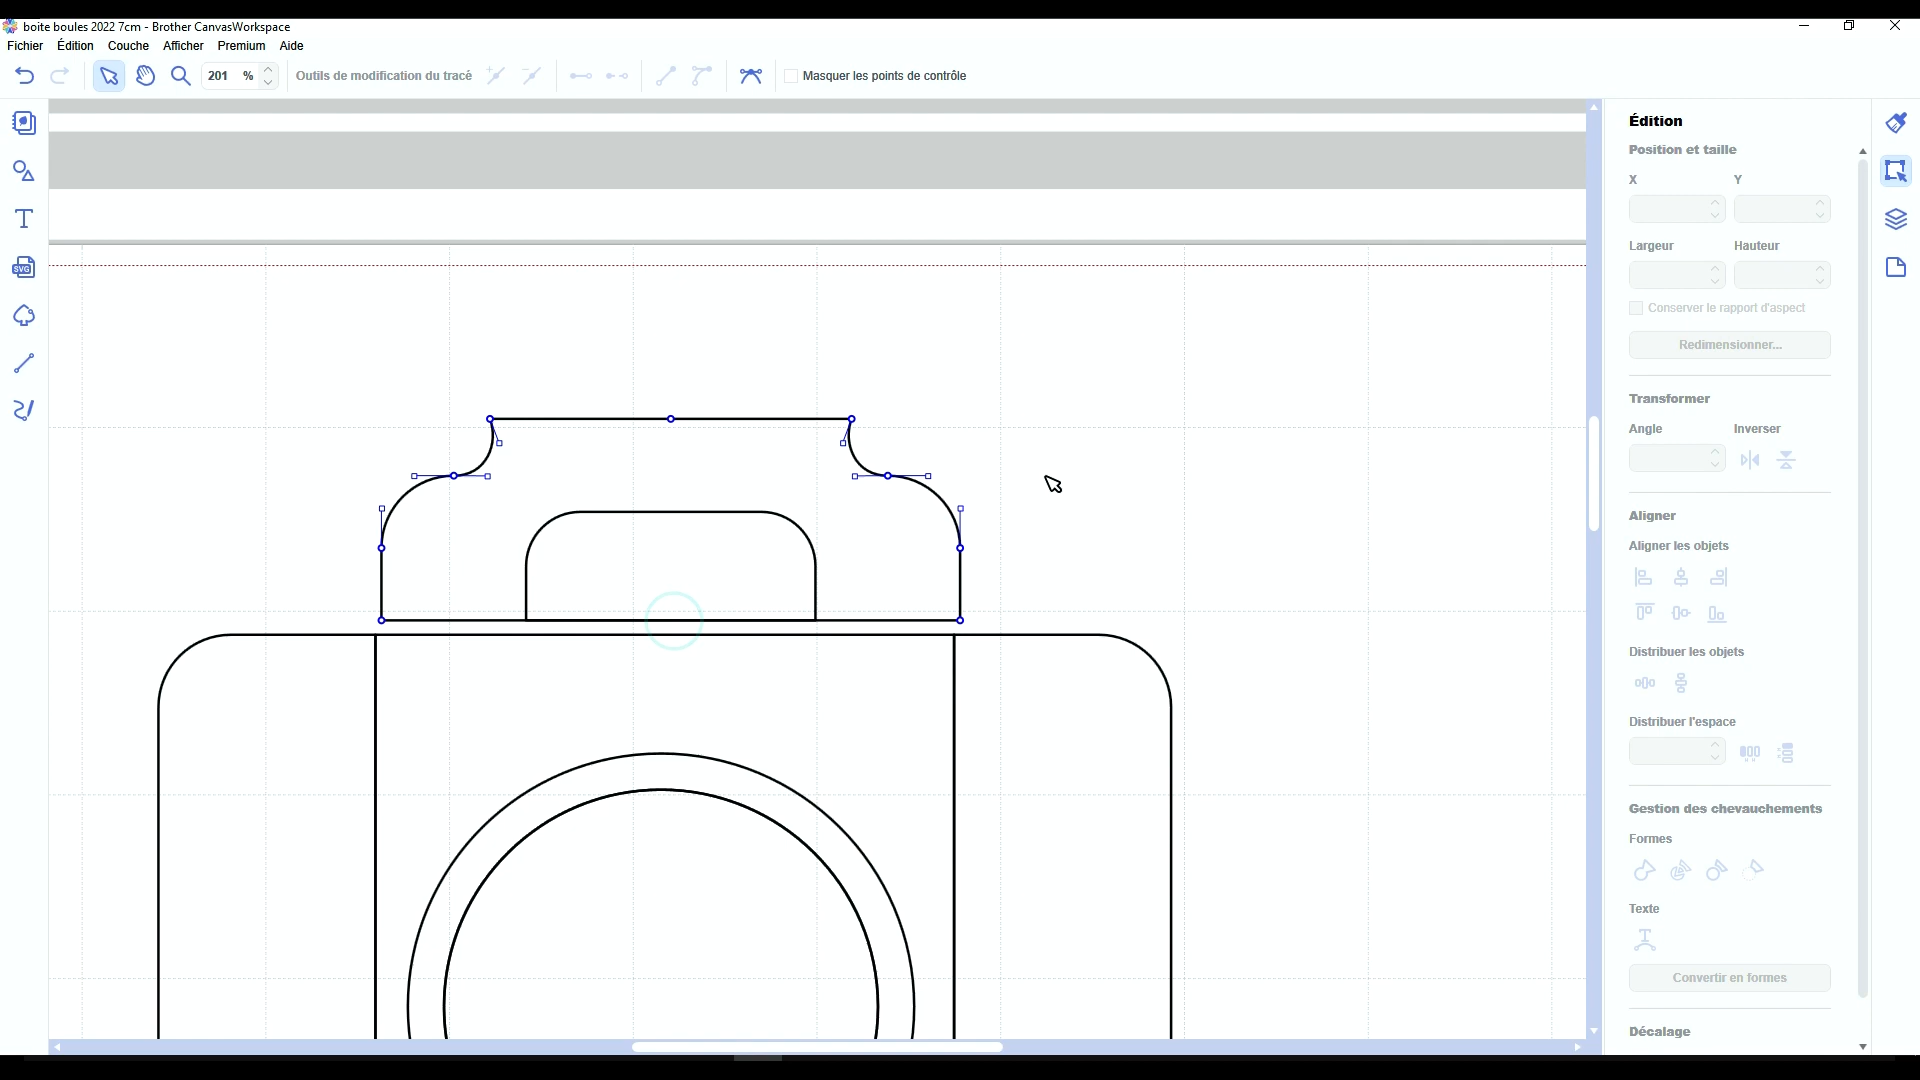 boite boules 2022 7cm - Brother CanvasWorkspace
Fichier Édition Couche Afficher Premium Aide
201 % Outils de modification du tracé Masquer les points de contrôle
SVG
Édition
Position et taille
X Y
Largeur Hauteur
Conserver le rapport d'aspect
Redimensionner...
Transformer
Angle Inverser
Aligner
Aligner les objets
Distribuer les objets
Distribuer l'espace
Gestion des chevauchements
Formes
Texte
Convertir en formes
Décalage